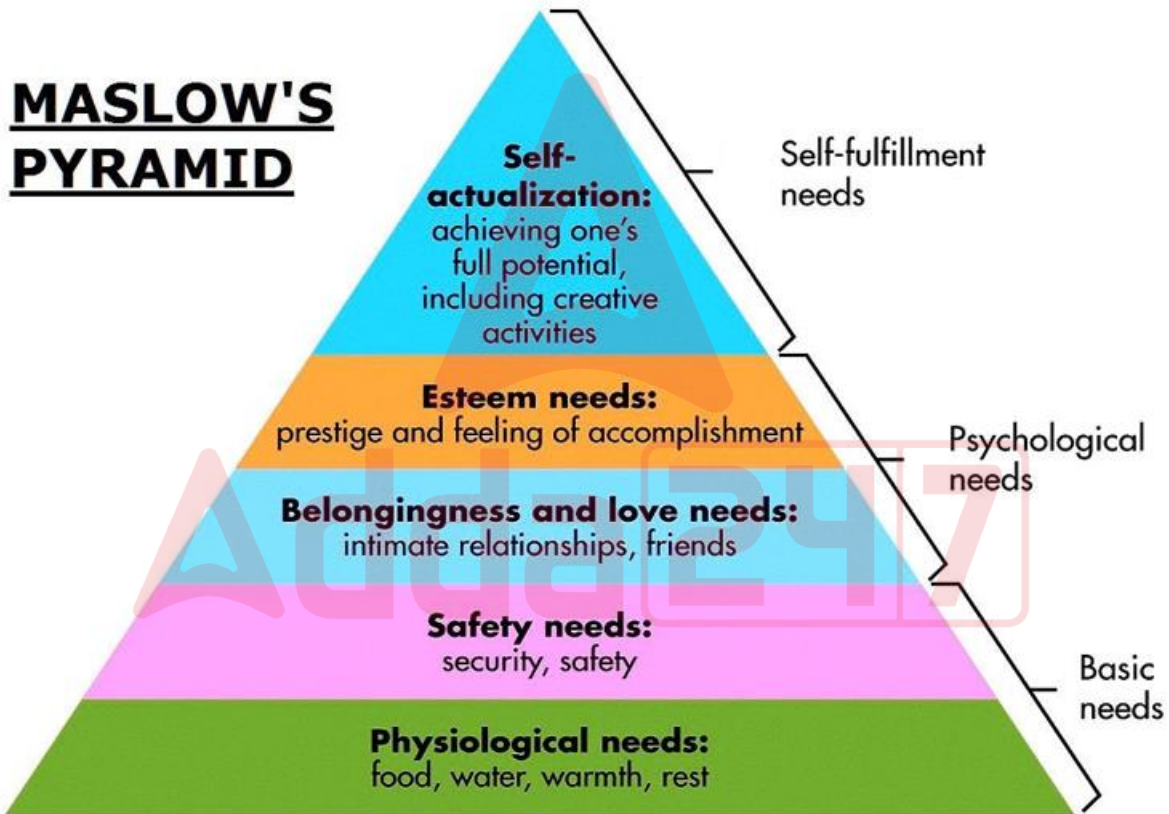 MASLOW'S
PYRAMID
Self-
actualization:
achieving one's
full potential,
including creative
activities
Self-fulfillment
needs
Esteem needs:
prestige and feeling of accomplishment
Psychological
needs
Belongingness and love needs:
intimate relationships, friends
Safety needs:
security, safety
Basic
needs
Physiological needs:
food, water, warmth, rest
Adda247